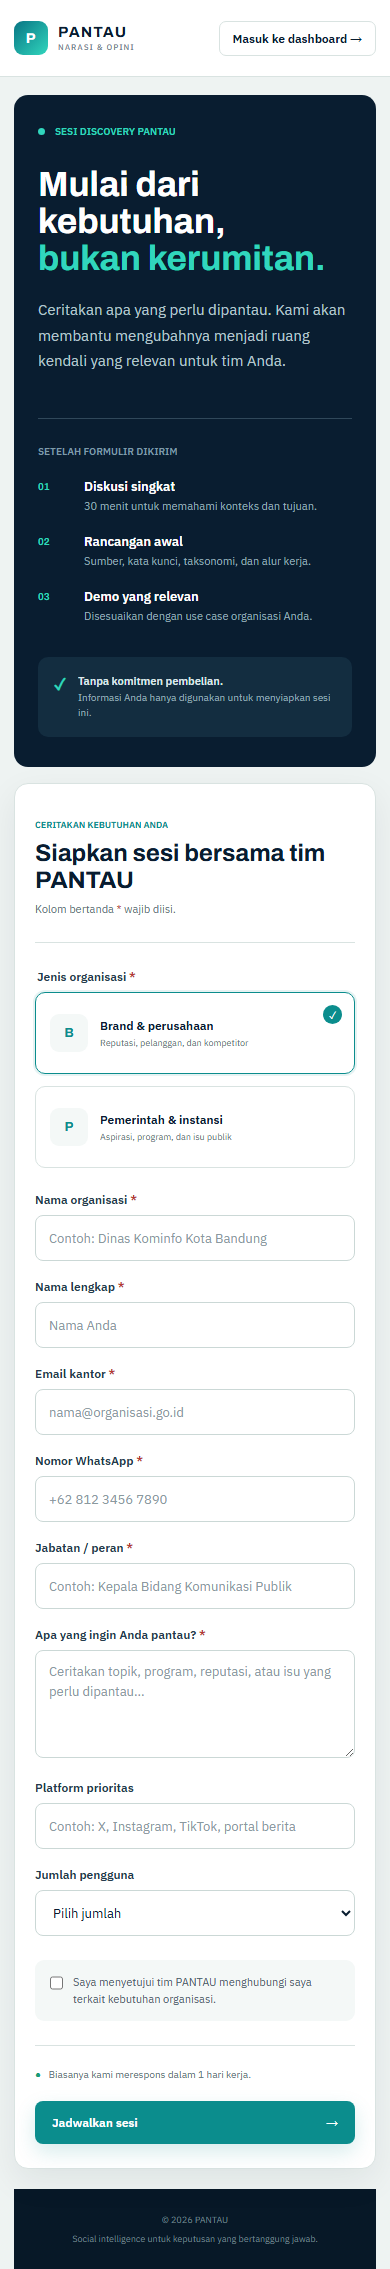 P
PANTAU
NARASI & OPINI
Masuk ke dashboard →
SESI DISCOVERY PANTAU
Mulai dari
kebutuhan,
bukan kerumitan.
Ceritakan apa yang perlu dipantau. Kami akan
membantu mengubahnya menjadi ruang
kendali yang relevan untuk tim Anda.
SETELAH FORMULIR DIKIRIM
01 Diskusi singkat
30 menit untuk memahami konteks dan tujuan.
02 Rancangan awal
Sumber, kata kunci, taksonomi, dan alur kerja.
03 Demo yang relevan
Disesuaikan dengan use case organisasi Anda.
✓ Tanpa komitmen pembelian.
Informasi Anda hanya digunakan untuk menyiapkan sesi
ini.
CERITAKAN KEBUTUHAN ANDA
Siapkan sesi bersama tim
PANTAU
Kolom bertanda * wajib diisi.
Jenis organisasi *
B
Brand & perusahaan
Reputasi, pelanggan, dan kompetitor
✓
P
Pemerintah & instansi
Aspirasi, program, dan isu publik
Nama organisasi *
Contoh: Dinas Kominfo Kota Bandung
Nama lengkap *
Nama Anda
Email kantor *
nama@organisasi.go.id
Nomor WhatsApp *
+62 812 3456 7890
Jabatan / peran *
Contoh: Kepala Bidang Komunikasi Publik
Apa yang ingin Anda pantau? *
Ceritakan topik, program, reputasi, atau isu yang
perlu dipantau...
Platform prioritas
Contoh: X, Instagram, TikTok, portal berita
Jumlah pengguna
Pilih jumlah
Saya menyetujui tim PANTAU menghubungi saya
terkait kebutuhan organisasi.
Biasanya kami merespons dalam 1 hari kerja.
Jadwalkan sesi →
© 2026 PANTAU
Social intelligence untuk keputusan yang bertanggung jawab.